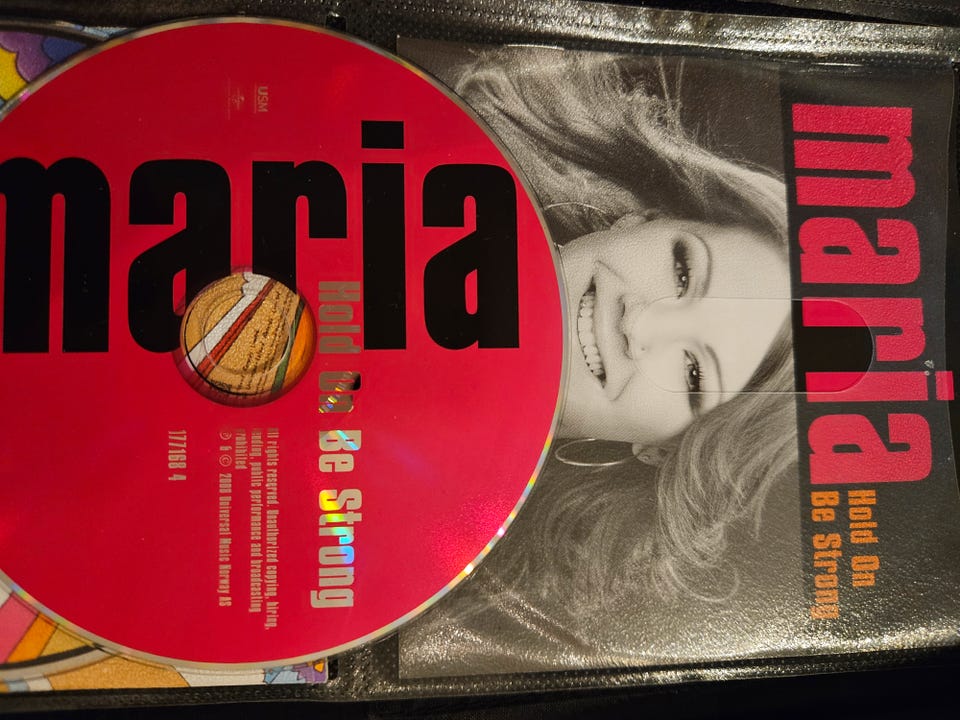 USM
maria
Hold On Be Strong
All rights reserved. Unauthorized copying, hiring,
lending, public performance and broadcasting
prohibited
℗ & © 2008 Universal Music Norway AS
177168 4
maria
Hold On
Be Strong